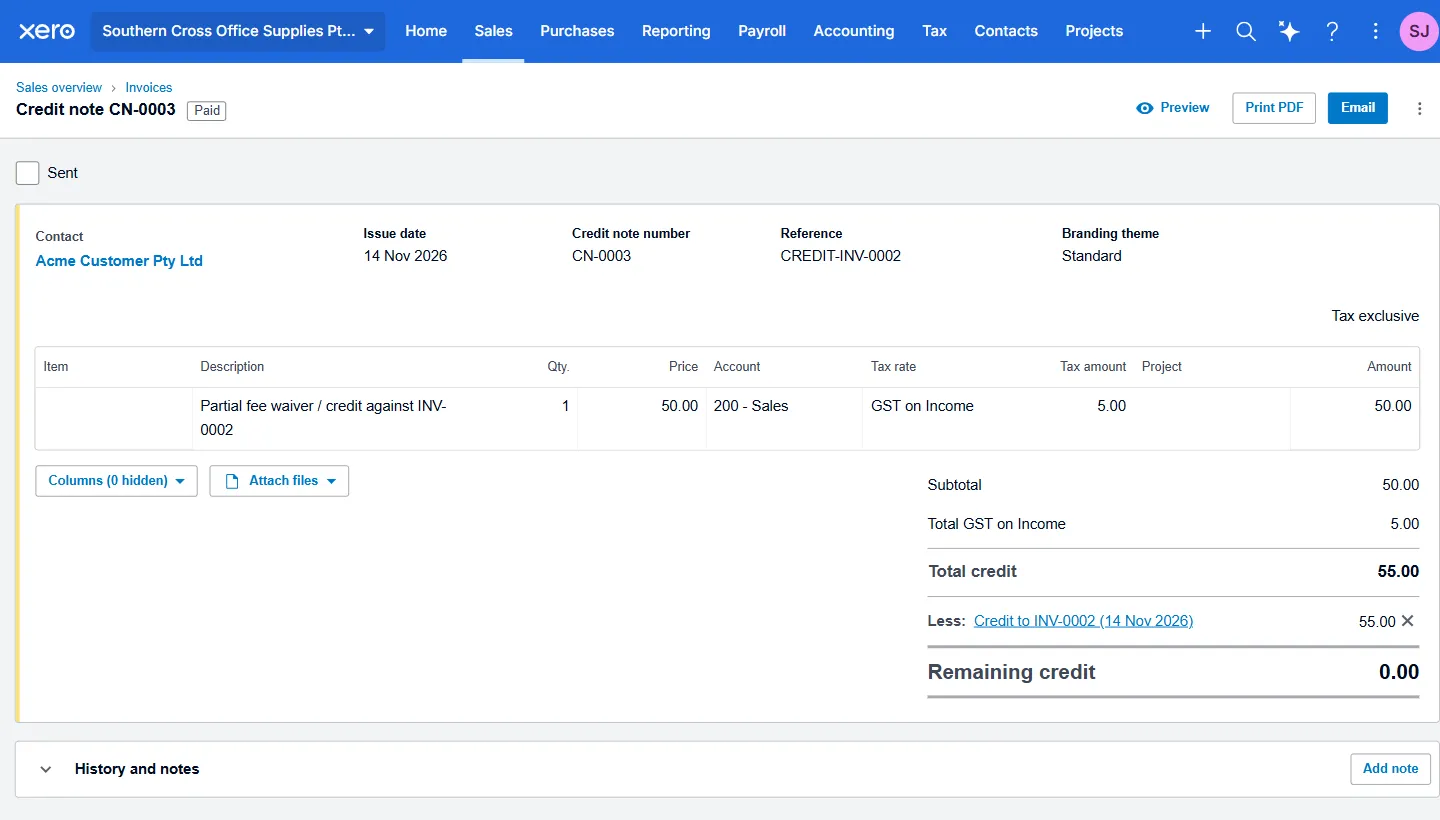 xero
Southern Cross Office Supplies Pt...
Home
Sales
Purchases
Reporting
Payroll
Accounting
Tax
Contacts
Projects
?
SJ
Sales overview › Invoices
Credit note CN-0003 Paid
Preview
Print PDF
Email
Sent
Contact
Acme Customer Pty Ltd
Issue date
14 Nov 2026
Credit note number
CN-0003
Reference
CREDIT-INV-0002
Branding theme
Standard
Tax exclusive
Item Description Qty. Price Account Tax rate Tax amount Project Amount
Partial fee waiver / credit against INV-
0002
1 50.00 200 - Sales GST on Income 5.00 50.00
Columns (0 hidden)
Attach files
Subtotal 50.00
Total GST on Income 5.00
Total credit 55.00
Less: Credit to INV-0002 (14 Nov 2026) 55.00
Remaining credit 0.00
History and notes
Add note